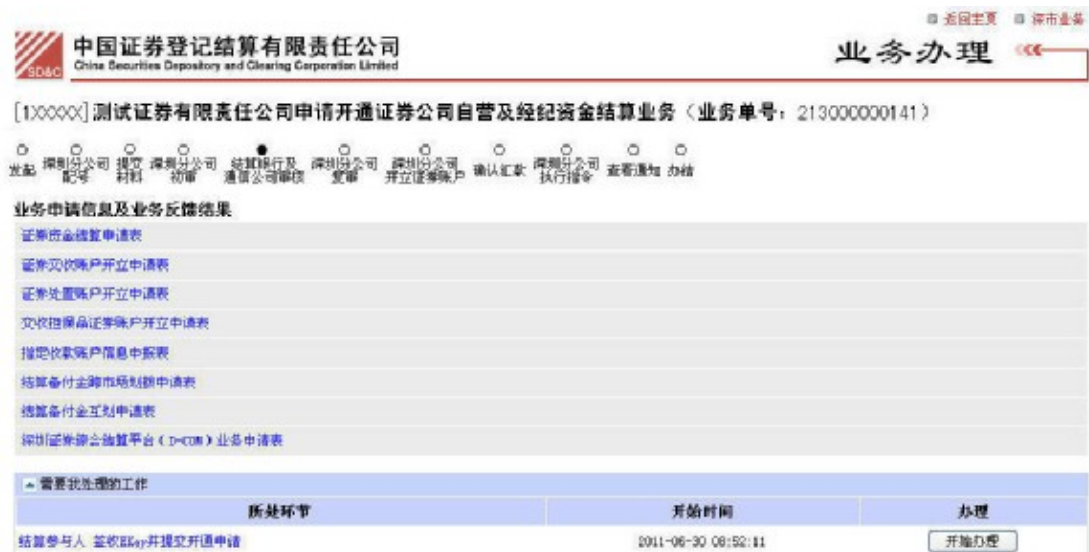 返回主页 深市业务
SD&C
中国证券登记结算有限责任公司
China Securities Depository and Clearing Corporation Limited
业务办理
[1XXXXX]测试证券有限责任公司申请开通证券公司自营及经纪资金结算业务（业务单号：213000000141）
发起 深圳分公司配号 提交材料 深圳分公司初审 结算银行及通信公司审核 深圳分公司复审 深圳分公司开立证券账户 确认汇款 深圳分公司执行指令 查看通知 办结
业务申请信息及业务反馈结果
证券资金结算申请表
证券交收账户开立申请表
证券处置账户开立申请表
交收担保品证券账户开立申请表
指定收款账户信息申报表
结算备付金跨市场划拨申请表
结算备付金互划申请表
深圳证券综合结算平台（D-COM）业务申请表
需要我处理的工作
所处环节 开始时间 办理
结算参与人 签收EKey并提交开通申请 2011-06-30 08:52:11 开始办理